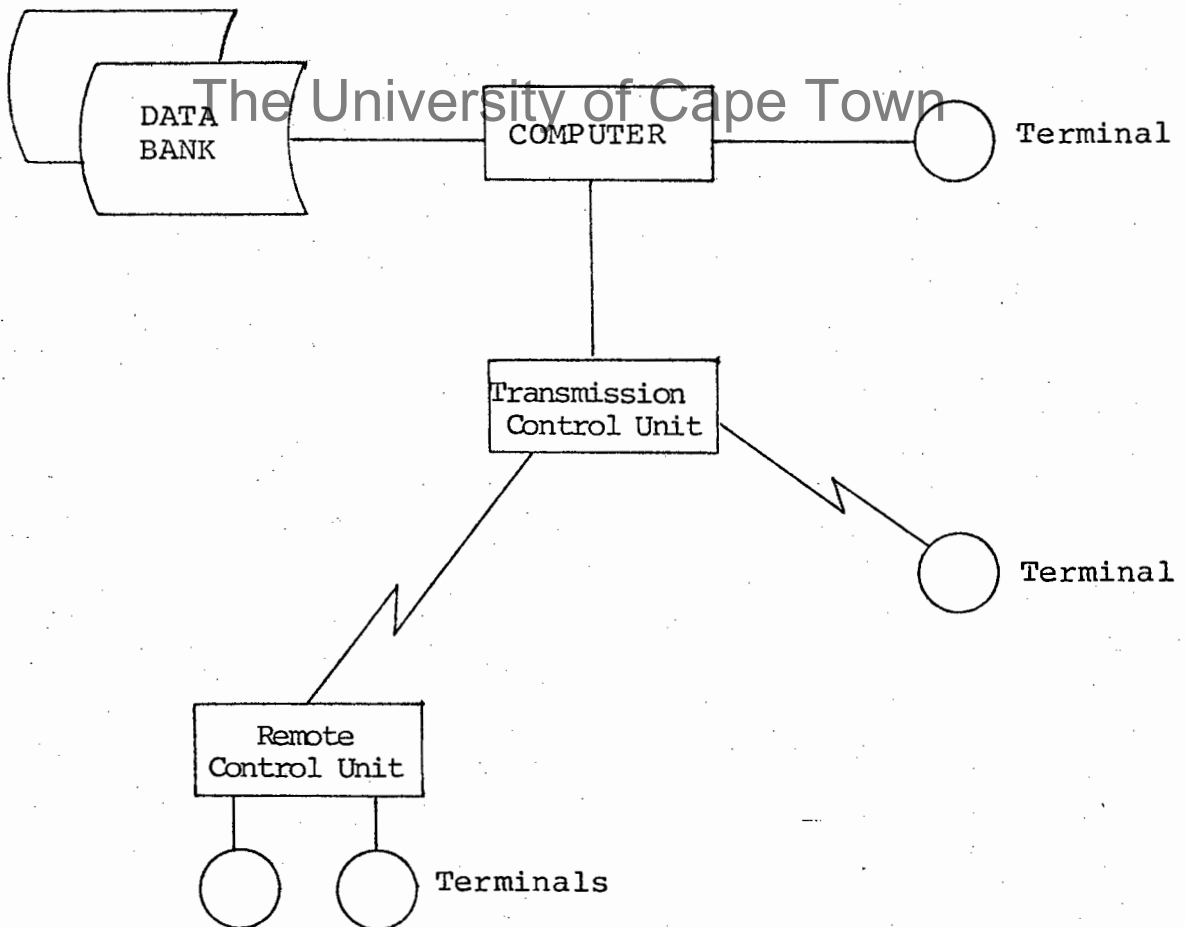 The University of Cape Town
DATA
BANK
COMPUTER
Terminal
Transmission
Control Unit
Terminal
Remote
Control Unit
Terminals